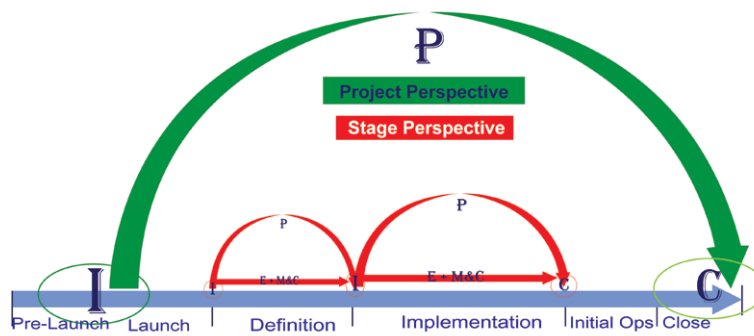 P
Project Perspective
Stage Perspective
P
P
E + M&C
E + M&C
I
I
I
C
C
Pre-Launch
Launch
Definition
Implementation
Initial Ops
Close